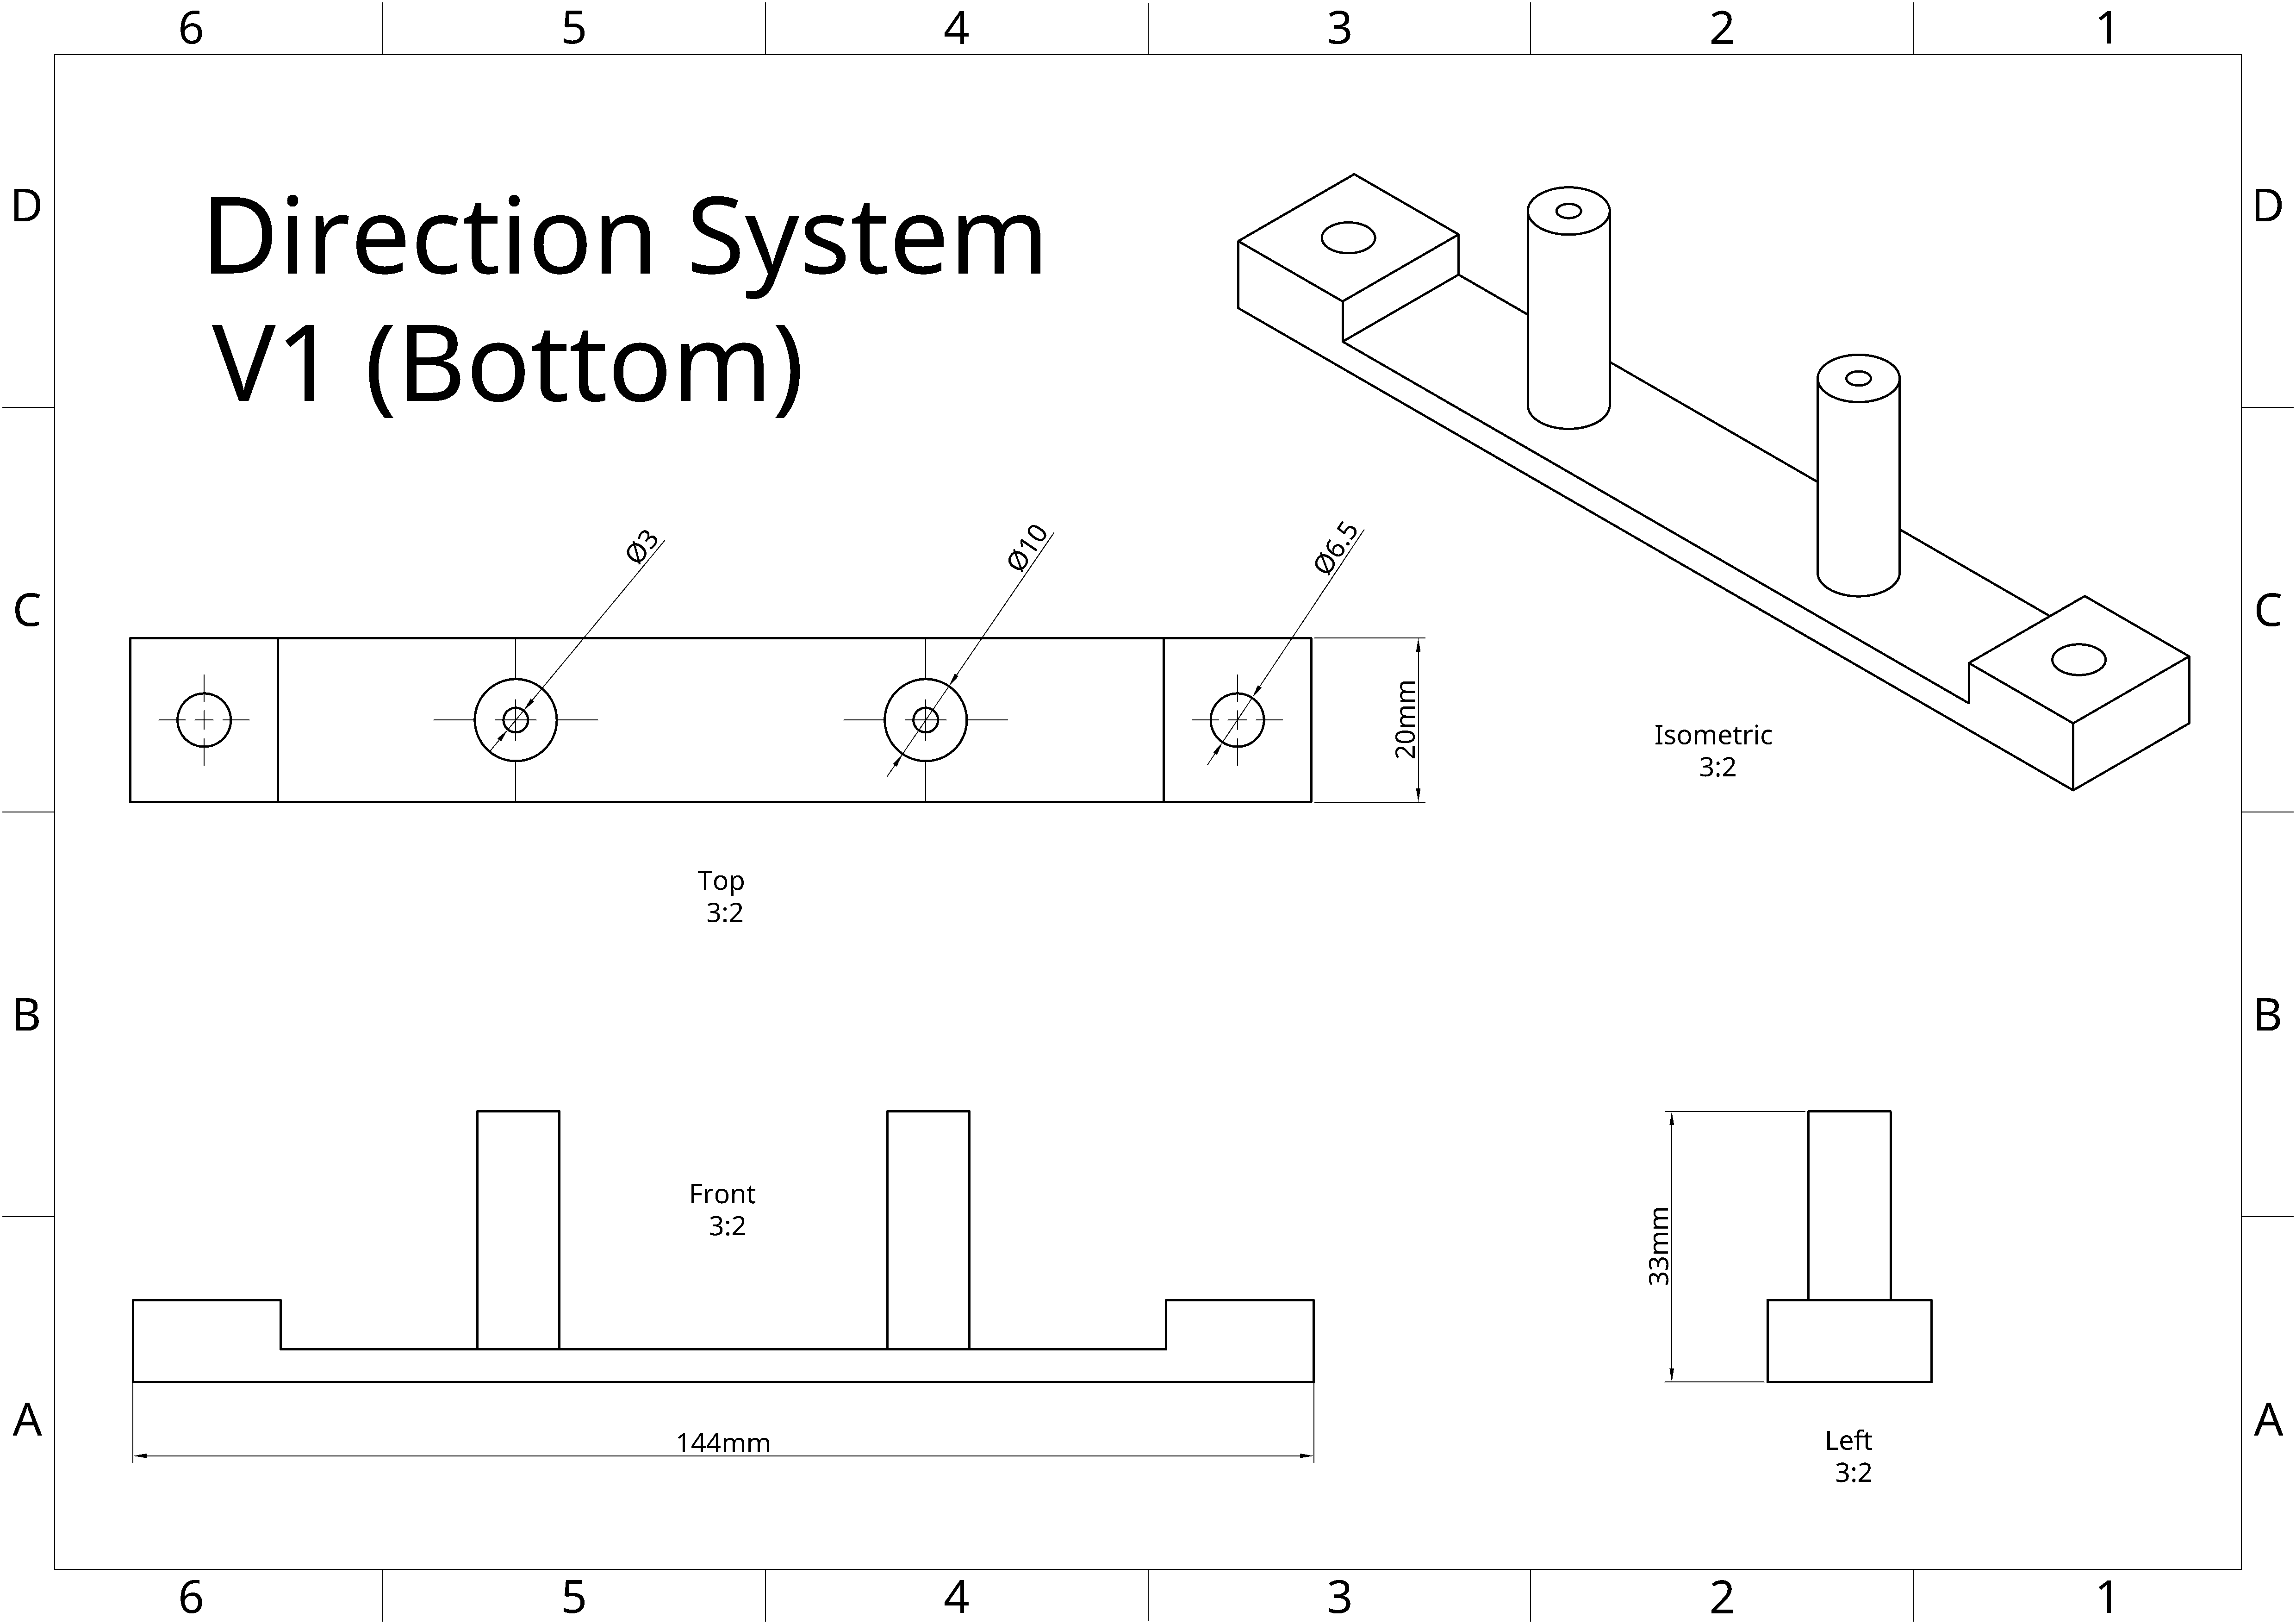 6 5 4 3 2 1
D D
Direction System
V1 (Bottom)
Ø3
Ø10
Ø6.5
C C
20mm
Isometric
3:2
Top
3:2
B B
Front
3:2
33mm
A A
144mm
Left
3:2
6 5 4 3 2 1